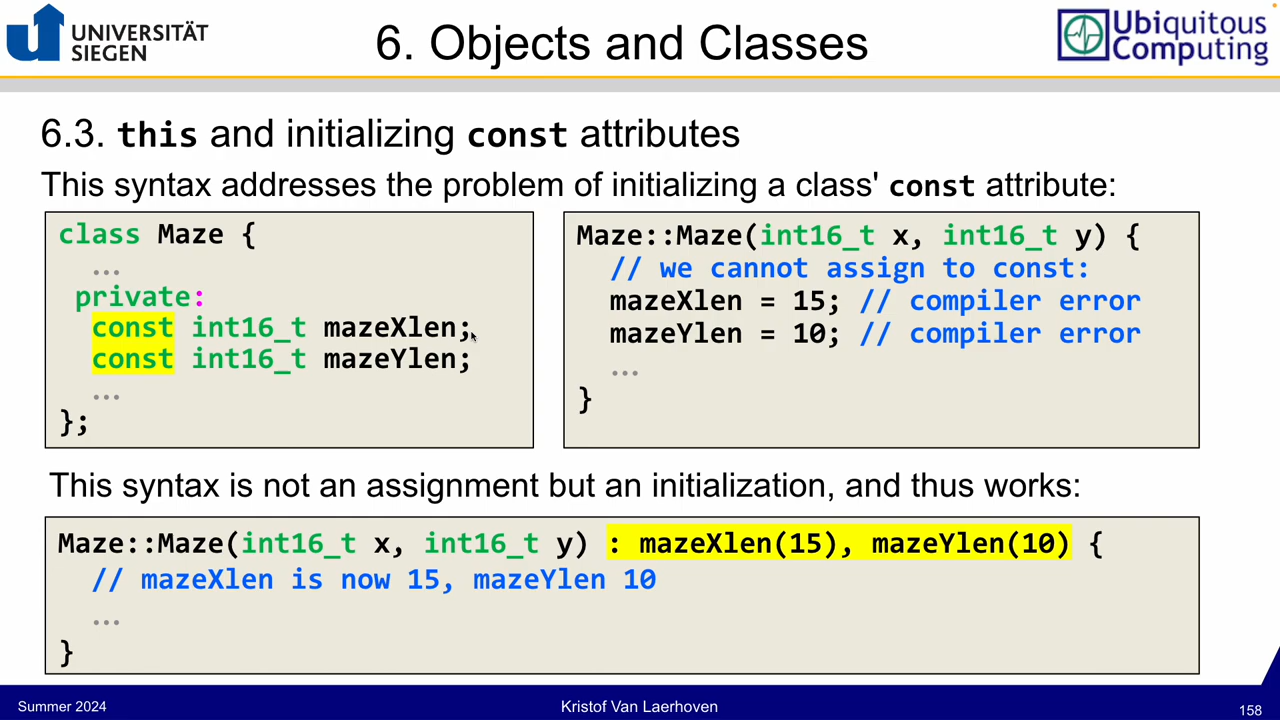 UNIVERSITÄT
SIEGEN
6. Objects and Classes
Ubiquitous
Computing
6.3. this and initializing const attributes
This syntax addresses the problem of initializing a class' const attribute:
class Maze {
…
private:
const int16_t mazeXlen;
const int16_t mazeYlen;
…
};
Maze::Maze(int16_t x, int16_t y) {
// we cannot assign to const:
mazeXlen = 15; // compiler error
mazeYlen = 10; // compiler error
…
}
This syntax is not an assignment but an initialization, and thus works:
Maze::Maze(int16_t x, int16_t y) : mazeXlen(15), mazeYlen(10) {
// mazeXlen is now 15, mazeYlen 10
…
}
Summer 2024
Kristof Van Laerhoven
158